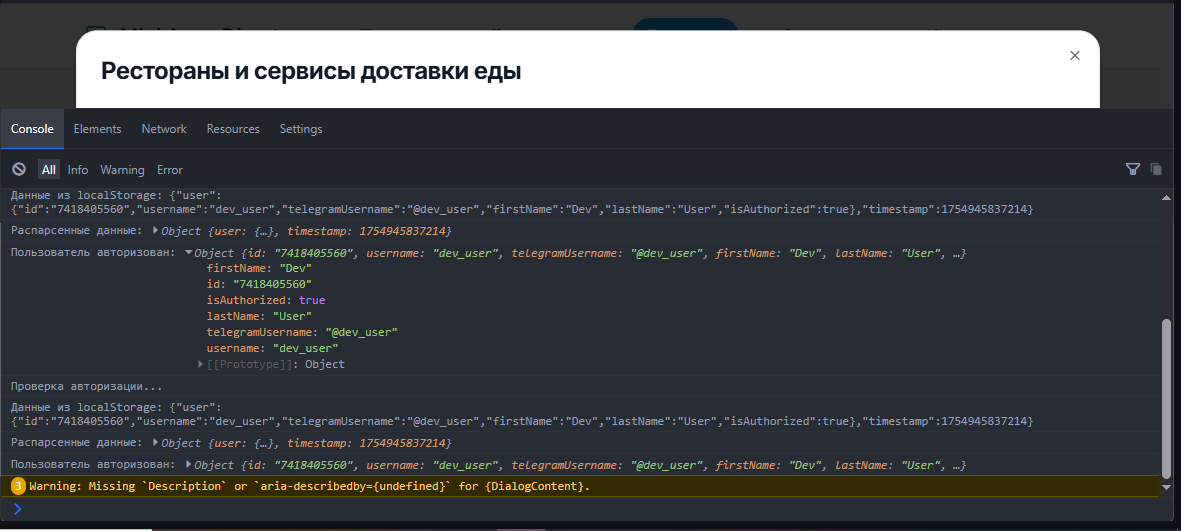 Рестораны и сервисы доставки еды
×
Console Elements Network Resources Settings
All Info Warning Error
Данные из localStorage: {"user":
{"id":"7418405560","username":"dev_user","telegramUsername":"@dev_user","firstName":"Dev","lastName":"User","isAuthorized":true},"timestamp":1754945837214}
Распарсенные данные: Object {user: {…}, timestamp: 1754945837214}
Пользователь авторизован: Object {id: "7418405560", username: "dev_user", telegramUsername: "@dev_user", firstName: "Dev", lastName: "User", …}
firstName: "Dev"
id: "7418405560"
isAuthorized: true
lastName: "User"
telegramUsername: "@dev_user"
username: "dev_user"
[[Prototype]]: Object
Проверка авторизации...
Данные из localStorage: {"user":
{"id":"7418405560","username":"dev_user","telegramUsername":"@dev_user","firstName":"Dev","lastName":"User","isAuthorized":true},"timestamp":1754945837214}
Распарсенные данные: Object {user: {…}, timestamp: 1754945837214}
Пользователь авторизован: Object {id: "7418405560", username: "dev_user", telegramUsername: "@dev_user", firstName: "Dev", lastName: "User", …}
3 Warning: Missing `Description` or `aria-describedby={undefined}` for {DialogContent}.